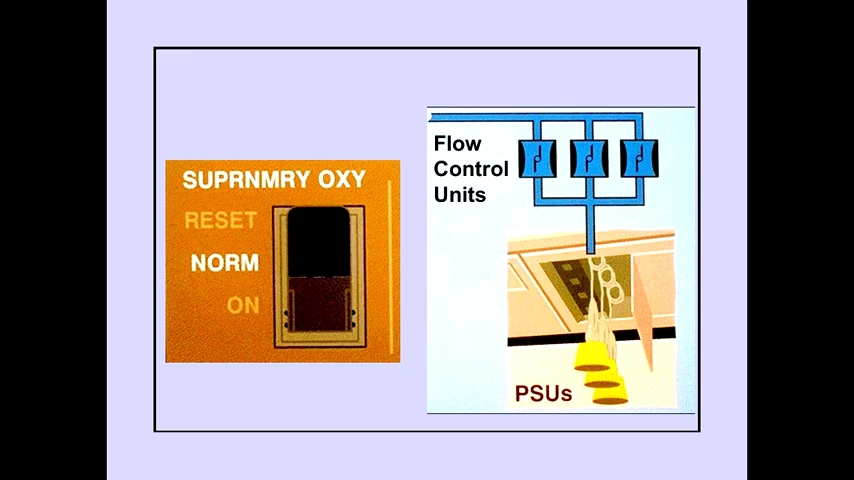 SUPRNMRY OXY
RESET
NORM
ON
Flow
Control
Units
PSUs